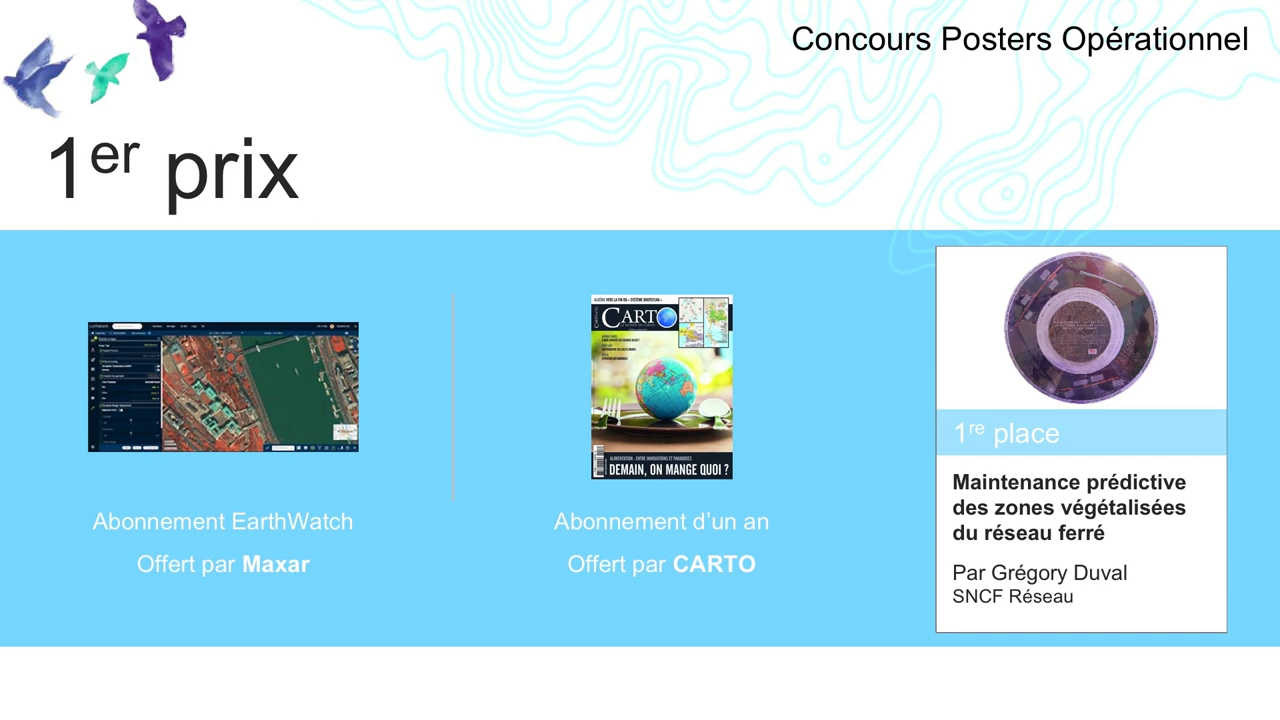 Concours Posters Opérationnel
1er prix
CARTO
DEMAIN, ON MANGE QUOI ?
Abonnement EarthWatch
Offert par Maxar
Abonnement d’un an
Offert par CARTO
1re place
Maintenance prédictive
des zones végétalisées
du réseau ferré
Par Grégory Duval
SNCF Réseau